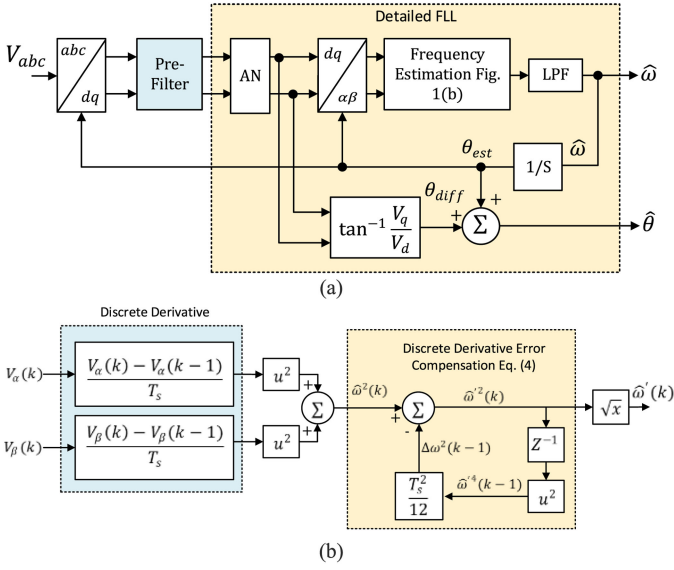 Detailed FLL
V_abc
abc
dq
Pre-
Filter
AN
dq
αβ
Frequency
Estimation Fig.
1(b)
LPF
ω̂
θ_est
1/S
ω̂
θ_diff
+
+
Σ
θ̂
tan⁻¹ V_q/V_d
(a)
Discrete Derivative
Discrete Derivative Error
Compensation Eq. (4)
V_α(k)
(V_α(k) − V_α(k − 1))/T_s
u²
+
Σ
+
ω̂²(k)
+
Σ
-
ω̂′²(k)
√x
ω̂′(k)
V_β(k)
(V_β(k) − V_β(k − 1))/T_s
u²
Z⁻¹
Δω²(k−1)
T_s²/12
ω̂′⁴(k−1)
u²
(b)